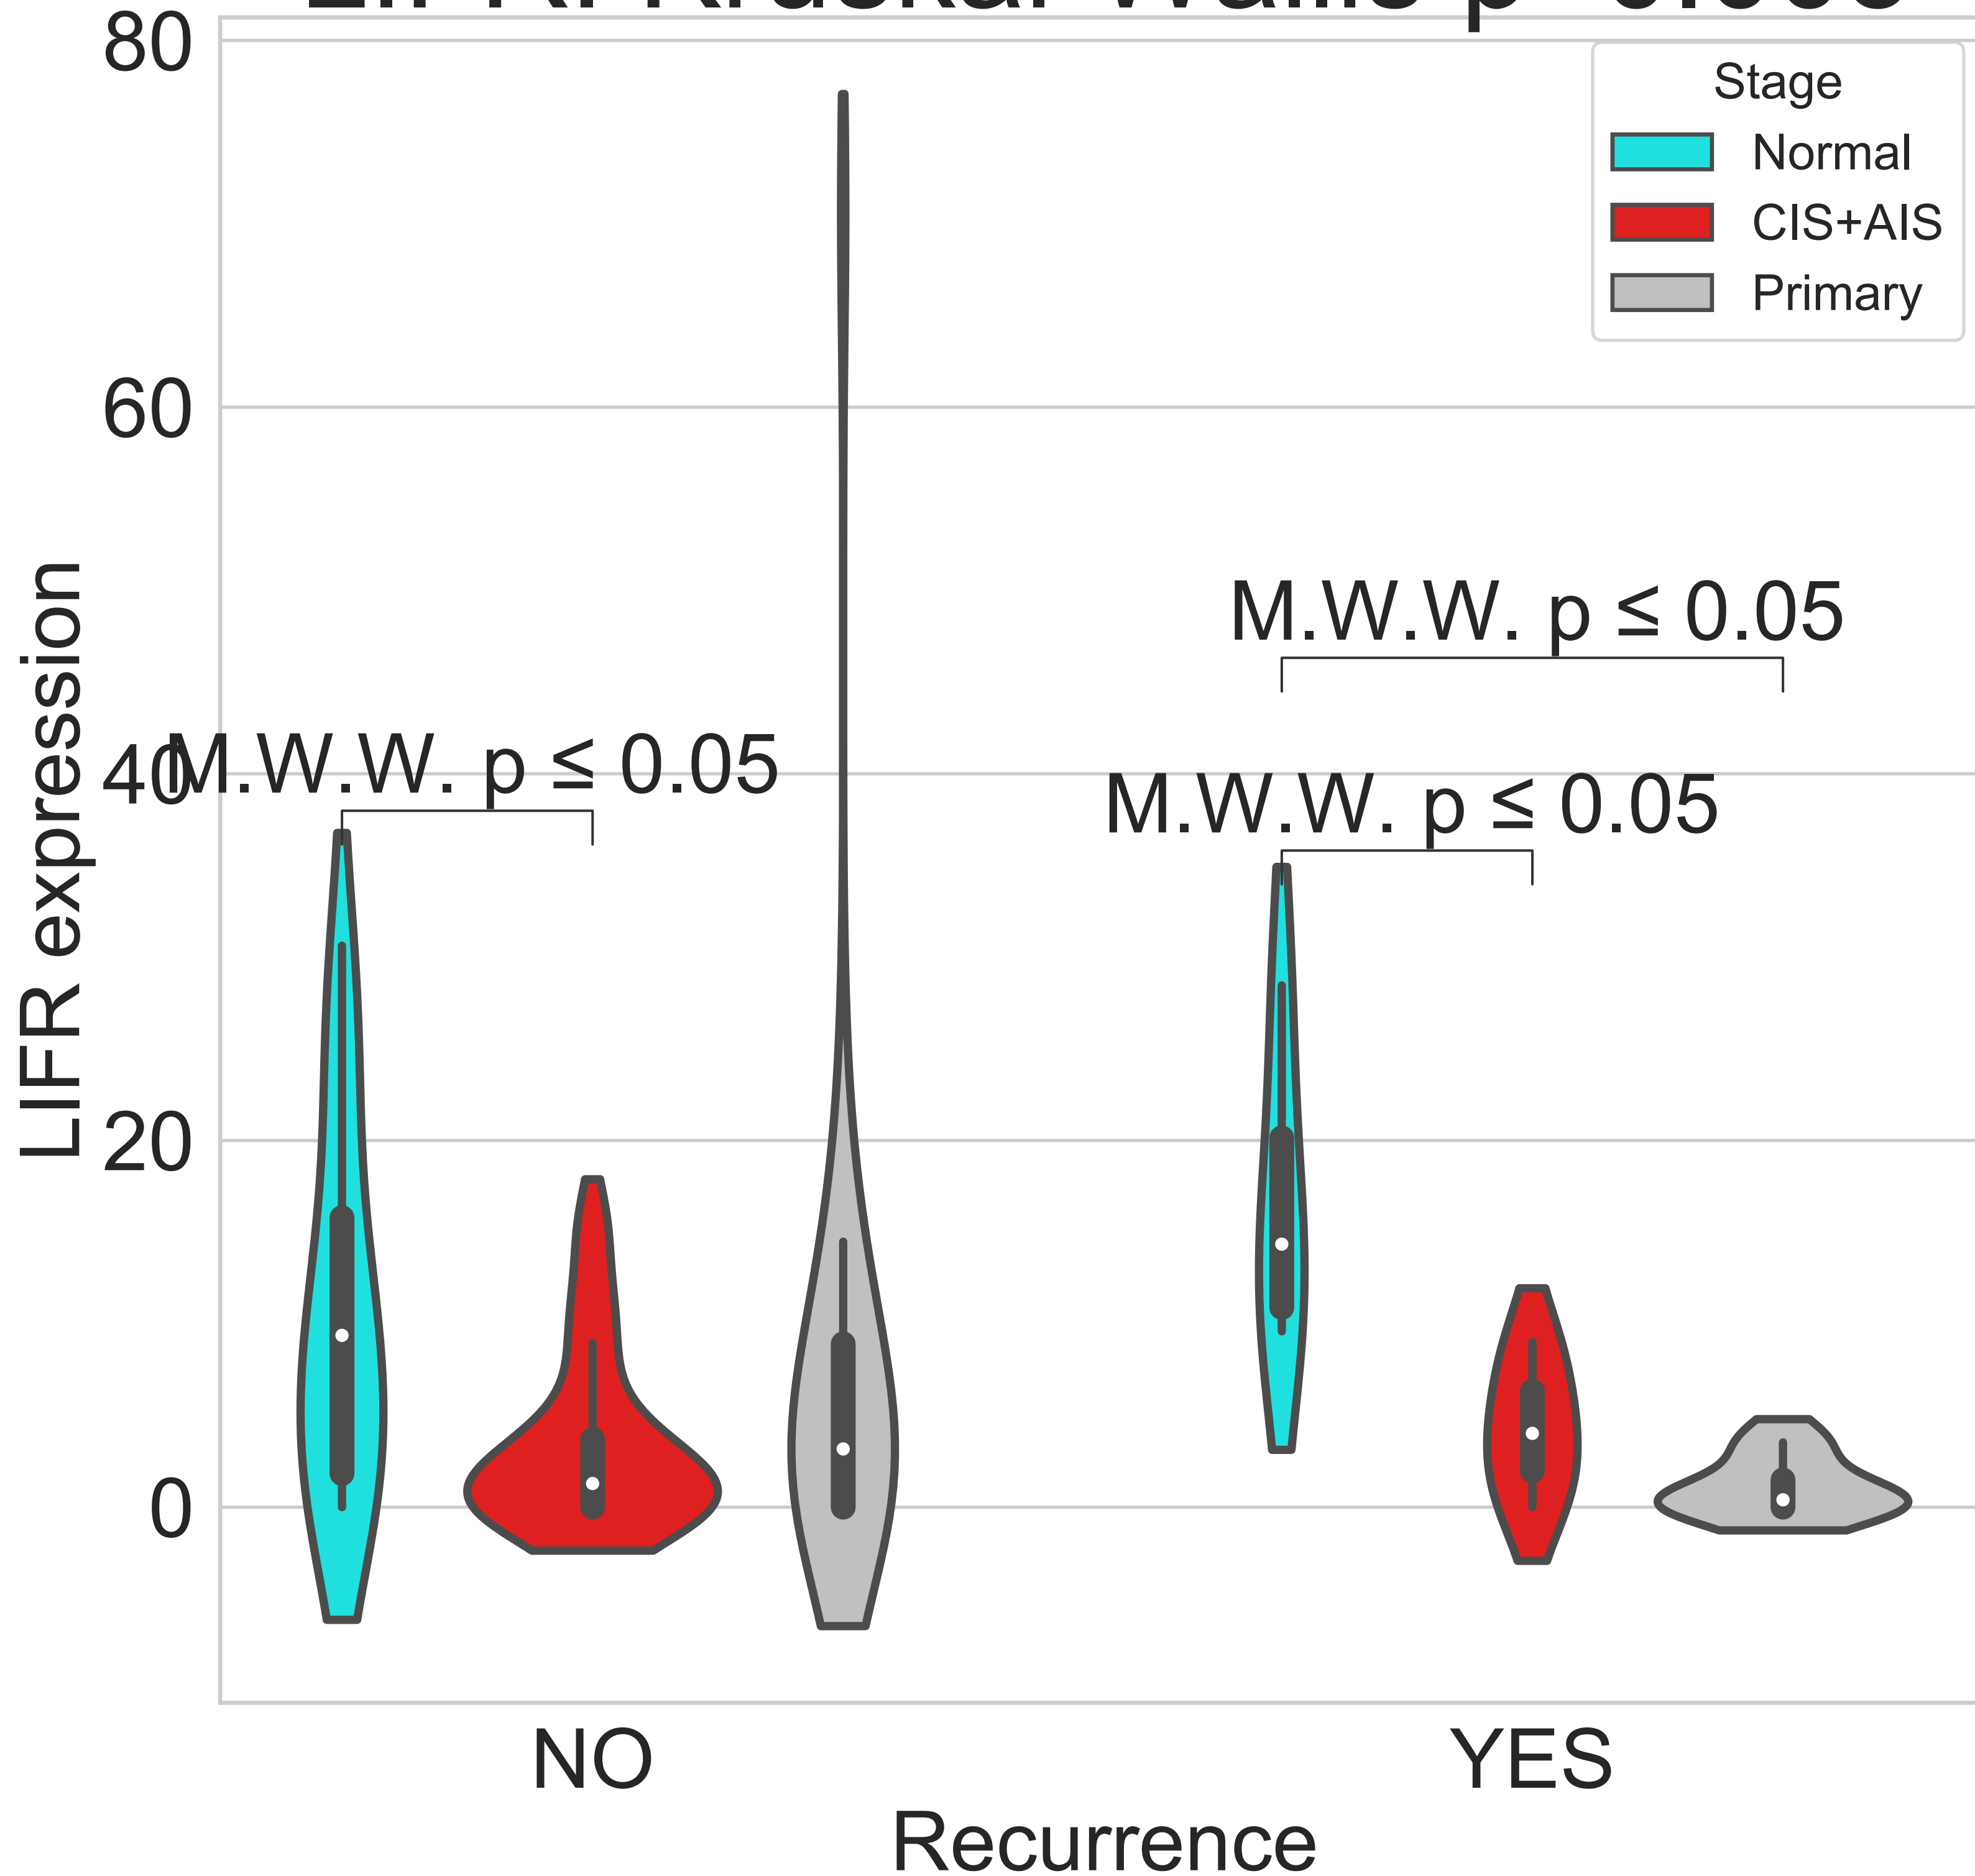 80
60
40
20
0
LIFR expression
Stage
Normal
CIS+AIS
Primary
M.W.W. p ≤ 0.05
M.W.W. p ≤ 0.05
M.W.W. p ≤ 0.05
NO
YES
Recurrence